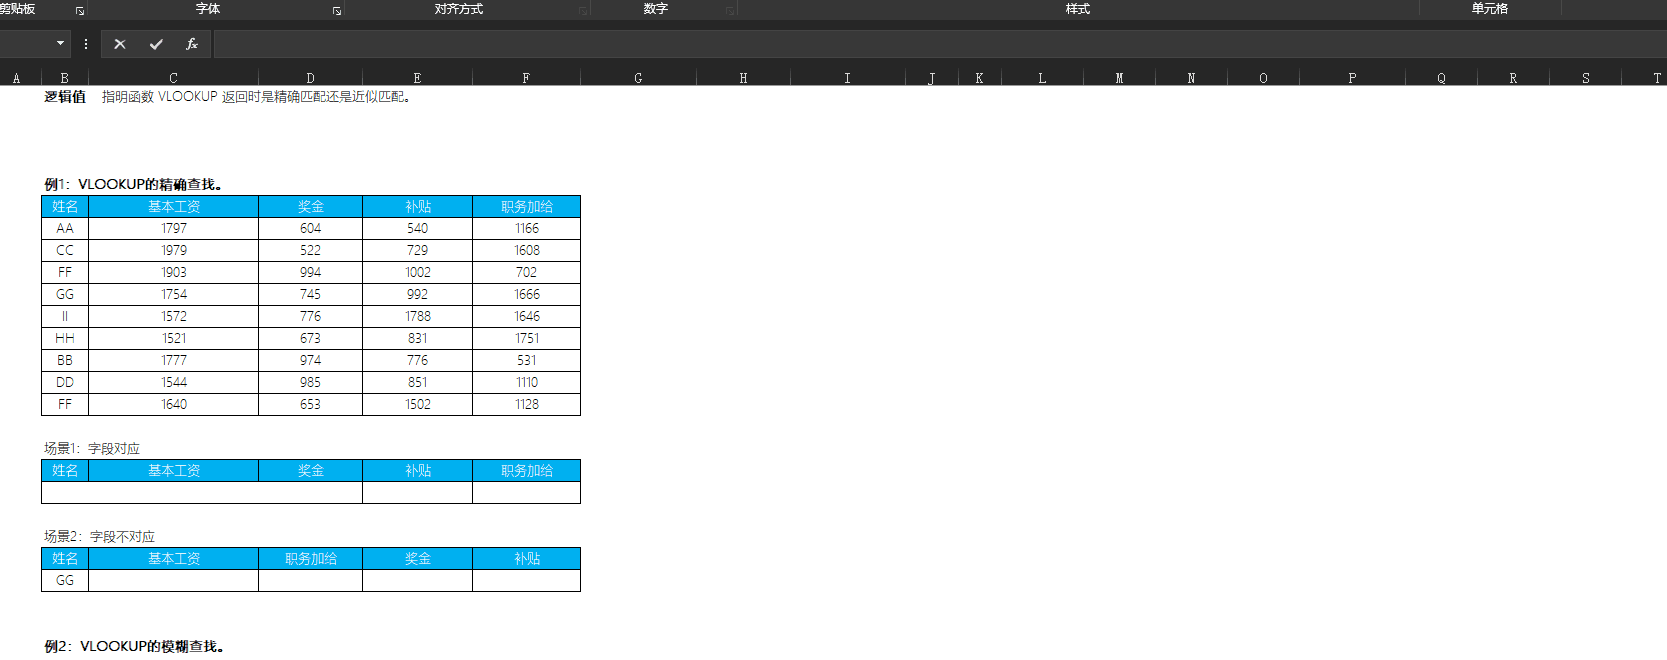 剪贴板 字体 对齐方式 数字 样式 单元格
fx
A B C D E F G H I J K L M N O P Q R S T
逻辑值 指明函数 VLOOKUP 返回时是精确匹配还是近似匹配。
例1：VLOOKUP的精确查找。
姓名 基本工资 奖金 补贴 职务加给
AA 1797 604 540 1166
CC 1979 522 729 1608
FF 1903 994 1002 702
GG 1754 745 992 1666
II 1572 776 1788 1646
HH 1521 673 831 1751
BB 1777 974 776 531
DD 1544 985 851 1110
FF 1640 653 1502 1128
场景1：字段对应
姓名 基本工资 奖金 补贴 职务加给
场景2：字段不对应
姓名 基本工资 职务加给 奖金 补贴
GG
例2：VLOOKUP的模糊查找。